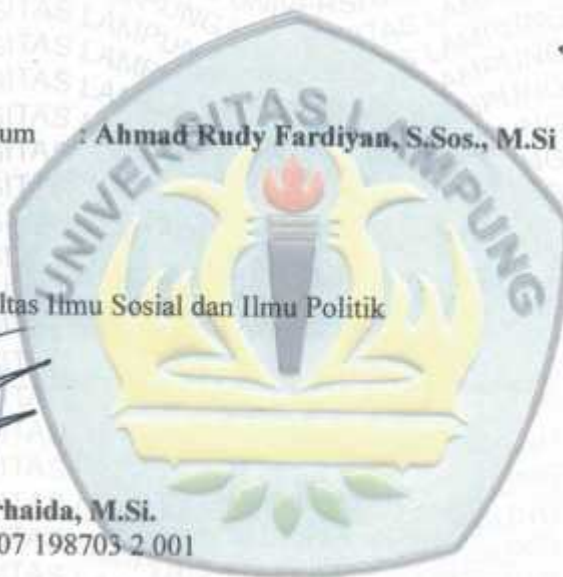 um : Ahmad Rudy Fardiyan, S.Sos., M.Si
UNIVERSITAS LAMPUNG
ltas Ilmu Sosial dan Ilmu Politik
rhaida, M.Si.
07 198703 2 001